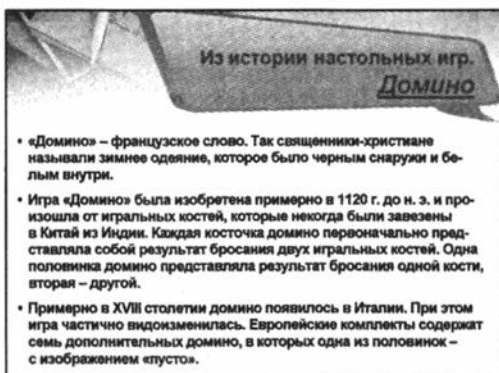 Из истории настольных игр.
Домино
• «Домино» – французское слово. Так священники-христиане
называли зимнее одеяние, которое было черным снаружи и бе-
лым внутри.
• Игра «Домино» была изобретена примерно в 1120 г. до н. э. и про-
изошла от игральных костей, которые некогда были завезены
в Китай из Индии. Каждая косточка домино первоначально пред-
ставляла собой результат бросания двух игральных костей. Одна
половинка домино представляла результат бросания одной кости,
вторая – другой.
• Примерно в XVIII столетии домино появилось в Италии. При этом
игра частично видоизменилась. Европейские комплекты содержат
семь дополнительных домино, в которых одна из половинок –
с изображением «пусто».